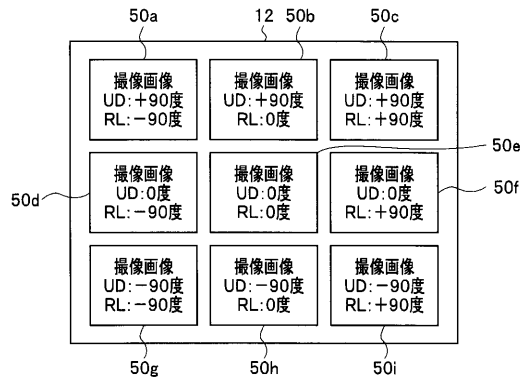 50a
12
50b
50c
撮像画像
UD:+90度
RL:−90度
撮像画像
UD:+90度
RL:0度
撮像画像
UD:+90度
RL:+90度
50e
50d
撮像画像
UD:0度
RL:−90度
撮像画像
UD:0度
RL:0度
撮像画像
UD:0度
RL:+90度
50f
撮像画像
UD:−90度
RL:−90度
撮像画像
UD:−90度
RL:0度
撮像画像
UD:−90度
RL:+90度
50g
50h
50i